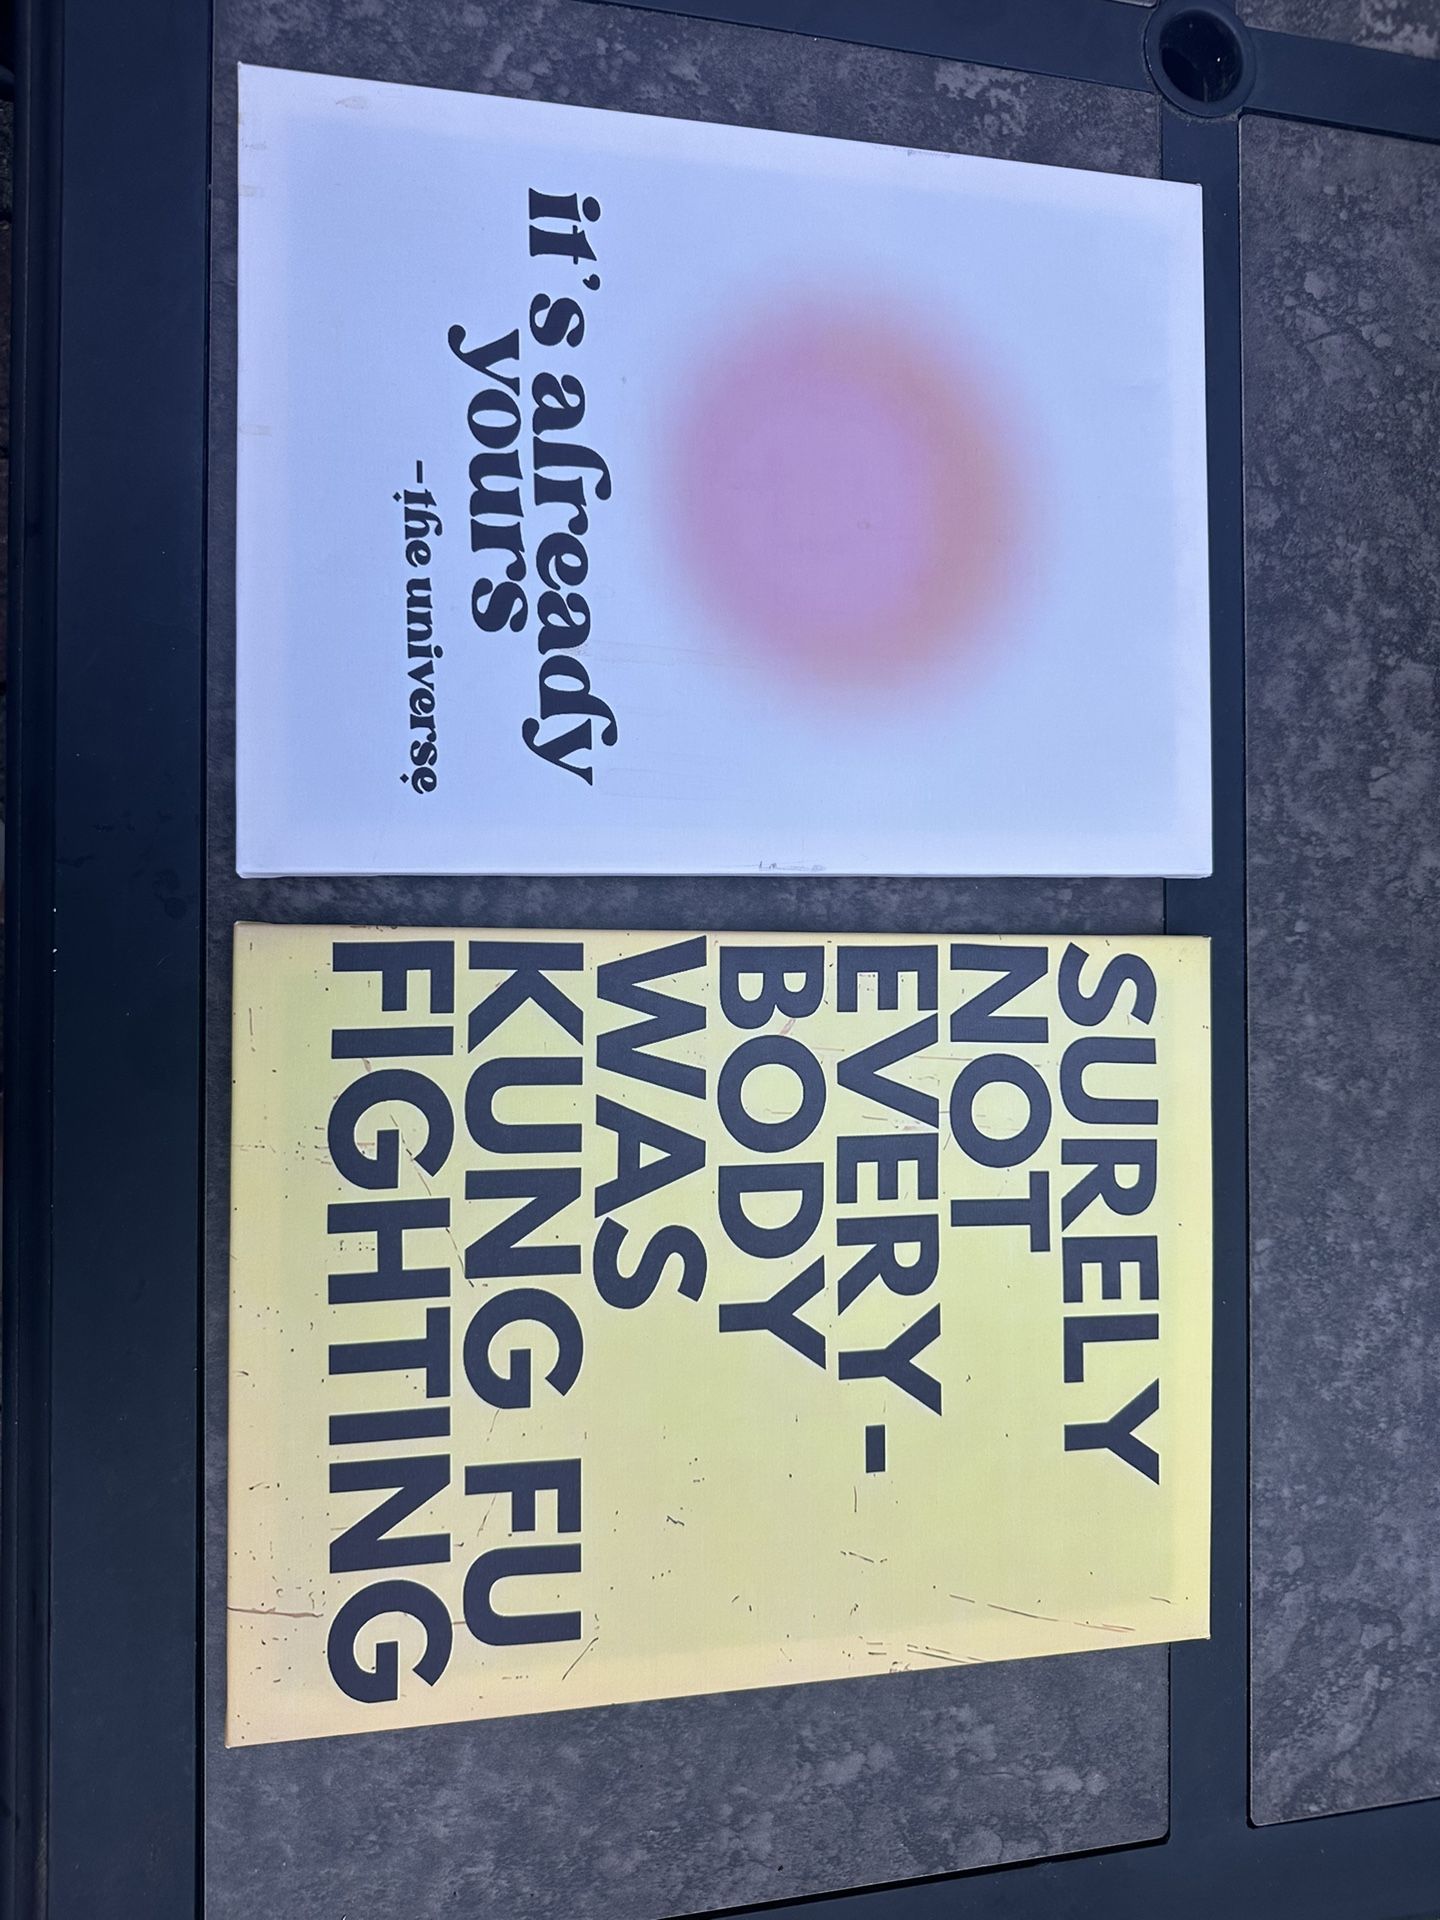 it's already
yours
-the universe
SURELY
NOT
EVERY-
BODY
WAS
KUNG FU
FIGHTING